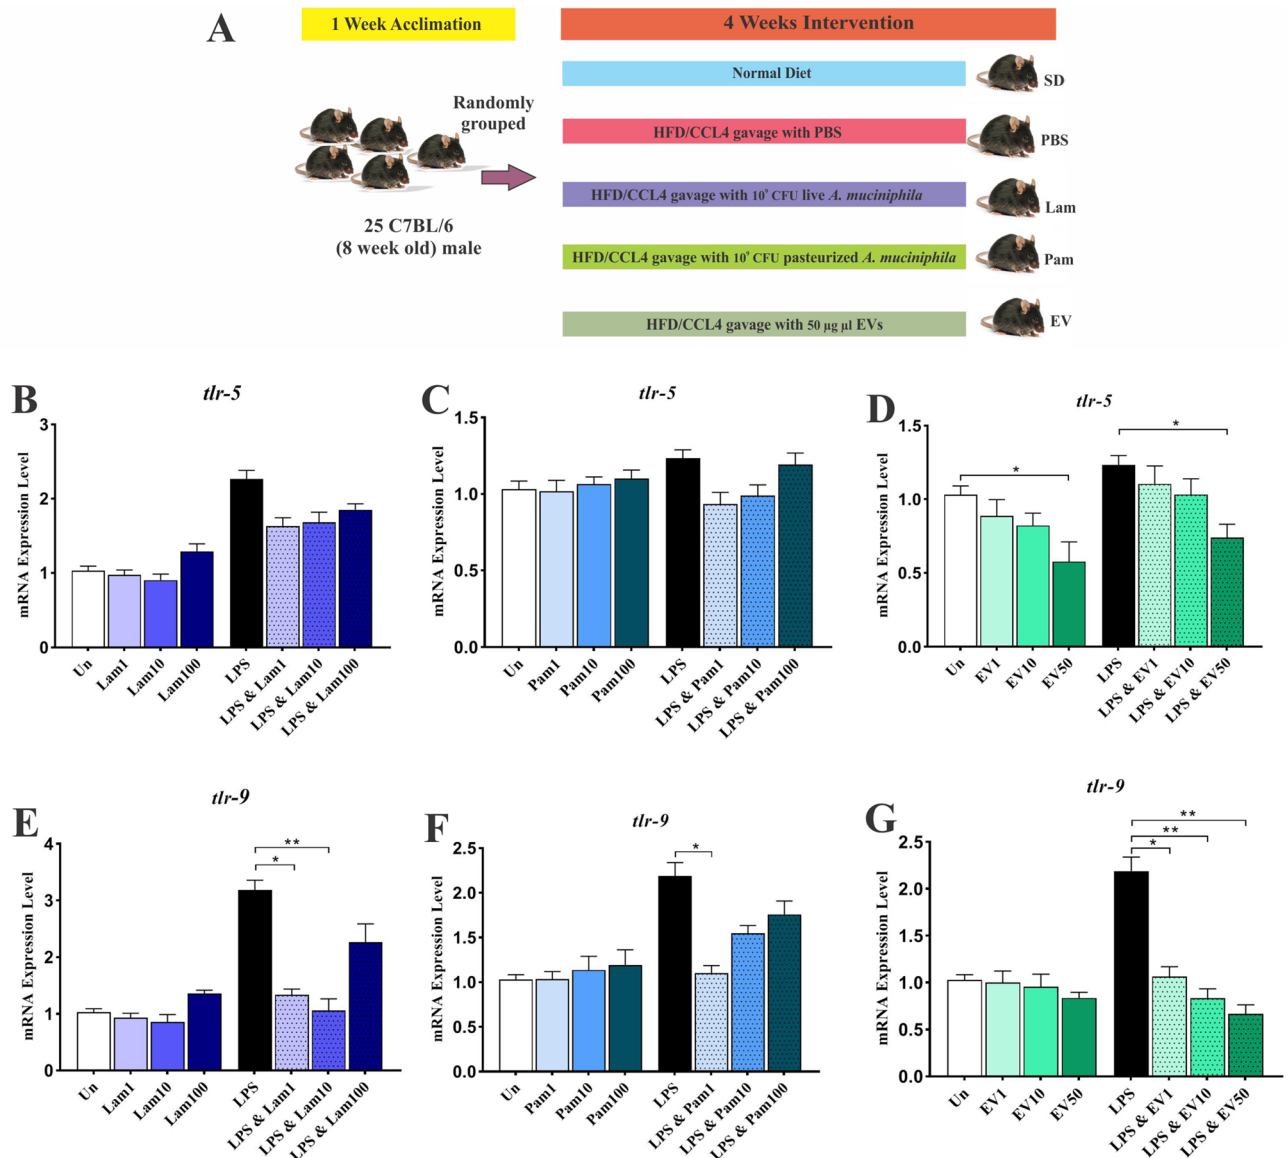 A
1 Week Acclimation
4 Weeks Intervention
Normal Diet
SD
Randomly
grouped
HFD/CCL4 gavage with PBS
PBS
HFD/CCL4 gavage with 10⁹ CFU live A. muciniphila
Lam
25 C7BL/6
(8 week old) male
HFD/CCL4 gavage with 10⁹ CFU pasteurized A. muciniphila
Pam
HFD/CCL4 gavage with 50 µg µl EVs
EV
B
tlr-5
mRNA Expression Level
3
2
1
0
Un
Lam1
Lam10
Lam100
LPS
LPS & Lam1
LPS & Lam10
LPS & Lam100
C
tlr-5
mRNA Expression Level
1.5
1.0
0.5
0.0
Un
Pam1
Pam10
Pam100
LPS
LPS & Pam1
LPS & Pam10
LPS & Pam100
D
tlr-5
mRNA Expression Level
1.5
1.0
0.5
0.0
*
*
Un
EV1
EV10
EV50
LPS
LPS & EV1
LPS & EV10
LPS & EV50
E
tlr-9
mRNA Expression Level
4
3
2
1
0
**
*
Un
Lam1
Lam10
Lam100
LPS
LPS & Lam1
LPS & Lam10
LPS & Lam100
F
tlr-9
mRNA Expression Level
2.5
2.0
1.5
1.0
0.5
0.0
*
Un
Pam1
Pam10
Pam100
LPS
LPS & Pam1
LPS & Pam10
LPS & Pam100
G
tlr-9
mRNA Expression Level
2.5
2.0
1.5
1.0
0.5
0.0
**
**
*
Un
EV1
EV10
EV50
LPS
LPS & EV1
LPS & EV10
LPS & EV50